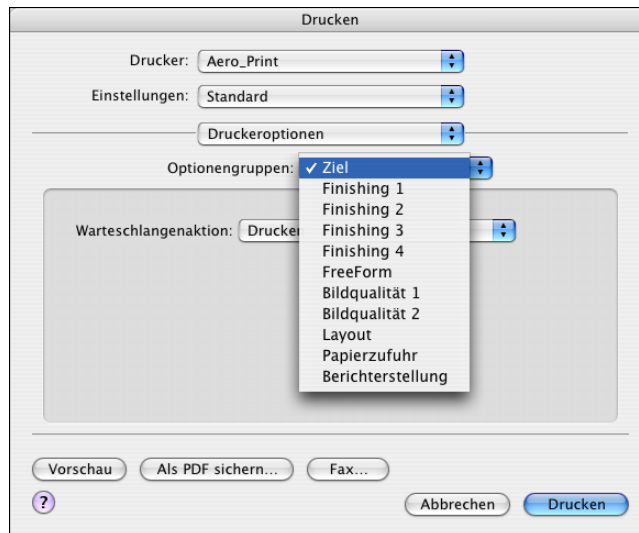 Drucken
Drucker: Aero_Print
Einstellungen: Standard
Druckeroptionen
Optionengruppen: ✓ Ziel
Finishing 1
Finishing 2
Finishing 3
Finishing 4
FreeForm
Bildqualität 1
Bildqualität 2
Layout
Papierzufuhr
Berichterstellung
Warteschlangenaktion: Drucken
Vorschau Als PDF sichern... Fax...
? Abbrechen Drucken